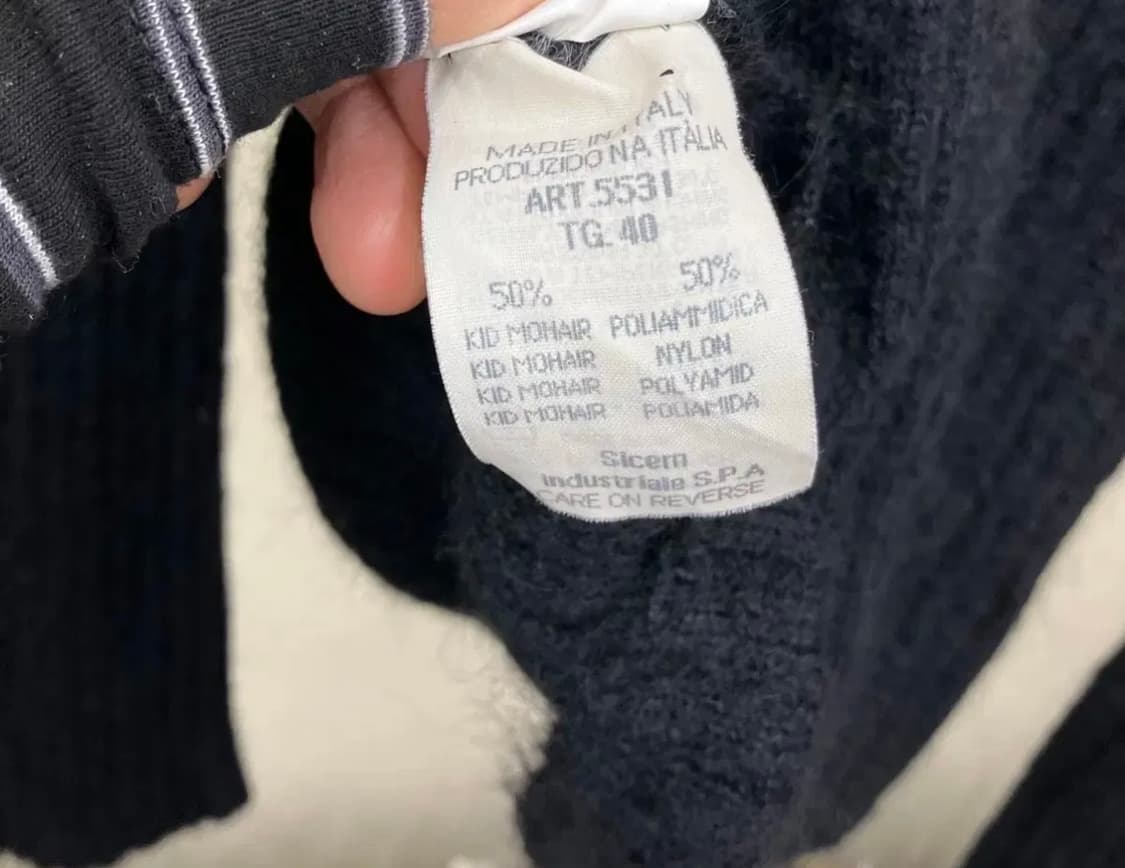 MADE IN ITALY
PRODUZIDO NA ITÀLIA
ART.5531
TG. 40
50% 50%
KID MOHAIR POLIAMMIDICA
KID MOHAIR NYLON
KID MOHAIR POLYAMID
KID MOHAIR POLIAMIDA
Sicem
Industriale S.P.A
CARE ON REVERSE